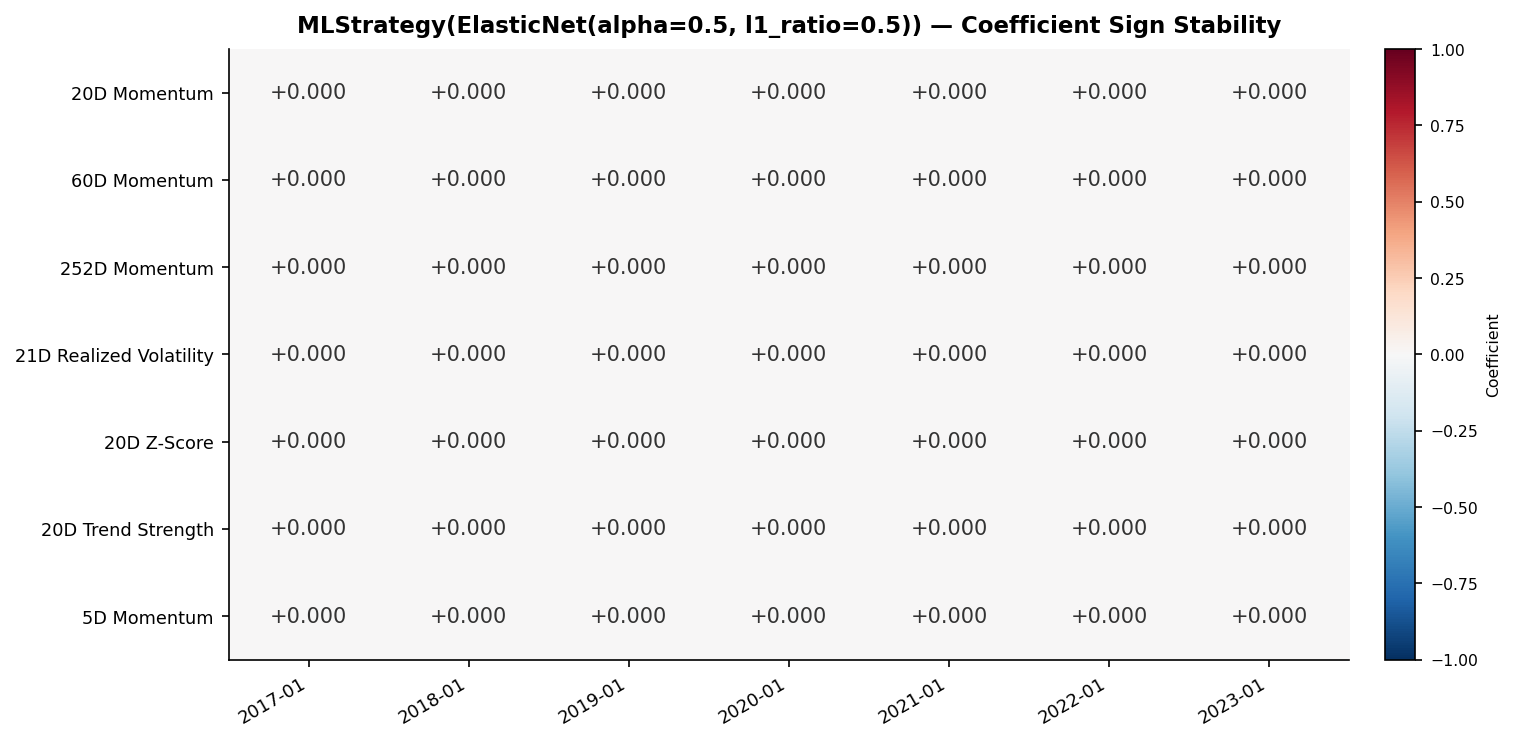 MLStrategy(ElasticNet(alpha=0.5, l1_ratio=0.5)) — Coefficient Sign Stability
20D Momentum +0.000 +0.000 +0.000 +0.000 +0.000 +0.000 +0.000
60D Momentum +0.000 +0.000 +0.000 +0.000 +0.000 +0.000 +0.000
252D Momentum +0.000 +0.000 +0.000 +0.000 +0.000 +0.000 +0.000
21D Realized Volatility +0.000 +0.000 +0.000 +0.000 +0.000 +0.000 +0.000
20D Z-Score +0.000 +0.000 +0.000 +0.000 +0.000 +0.000 +0.000
20D Trend Strength +0.000 +0.000 +0.000 +0.000 +0.000 +0.000 +0.000
5D Momentum +0.000 +0.000 +0.000 +0.000 +0.000 +0.000 +0.000
2017-01 2018-01 2019-01 2020-01 2021-01 2022-01 2023-01
1.00
0.75
0.50
0.25
0.00
−0.25
−0.50
−0.75
−1.00
Coefficient